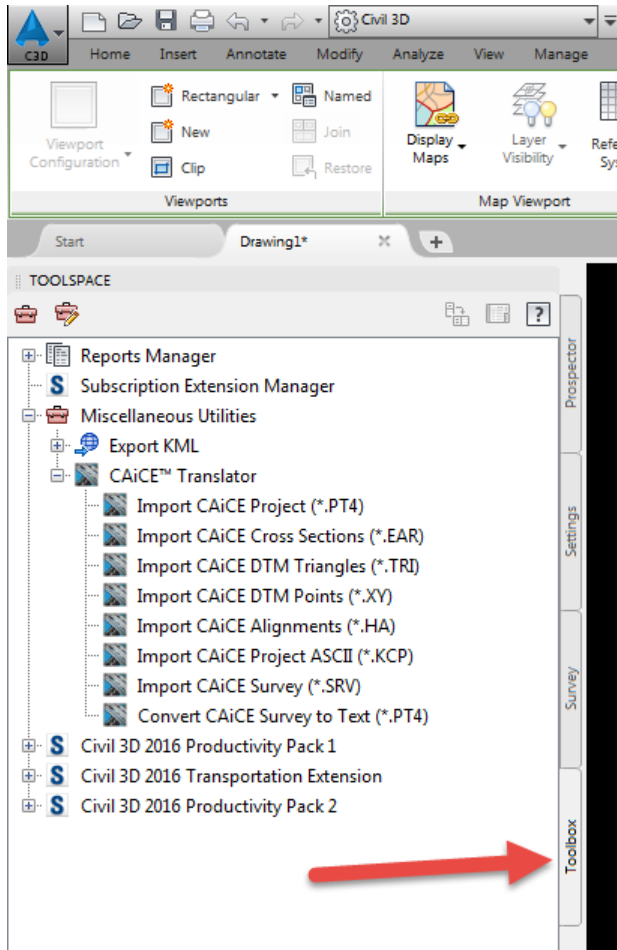 Civil 3D
C3D
Home Insert Annotate Modify Analyze View Manage
Rectangular
Named
New
Join
Clip
Restore
Viewport
Configuration
Display
Maps
Layer
Visibility
Refe
Sys
Viewports
Map Viewport
Start
Drawing1*
TOOLSPACE
?
Reports Manager
S Subscription Extension Manager
Miscellaneous Utilities
Export KML
CAiCE™ Translator
Import CAiCE Project (*.PT4)
Import CAiCE Cross Sections (*.EAR)
Import CAiCE DTM Triangles (*.TRI)
Import CAiCE DTM Points (*.XY)
Import CAiCE Alignments (*.HA)
Import CAiCE Project ASCII (*.KCP)
Import CAiCE Survey (*.SRV)
Convert CAiCE Survey to Text (*.PT4)
S Civil 3D 2016 Productivity Pack 1
S Civil 3D 2016 Transportation Extension
S Civil 3D 2016 Productivity Pack 2
Prospector
Settings
Survey
Toolbox